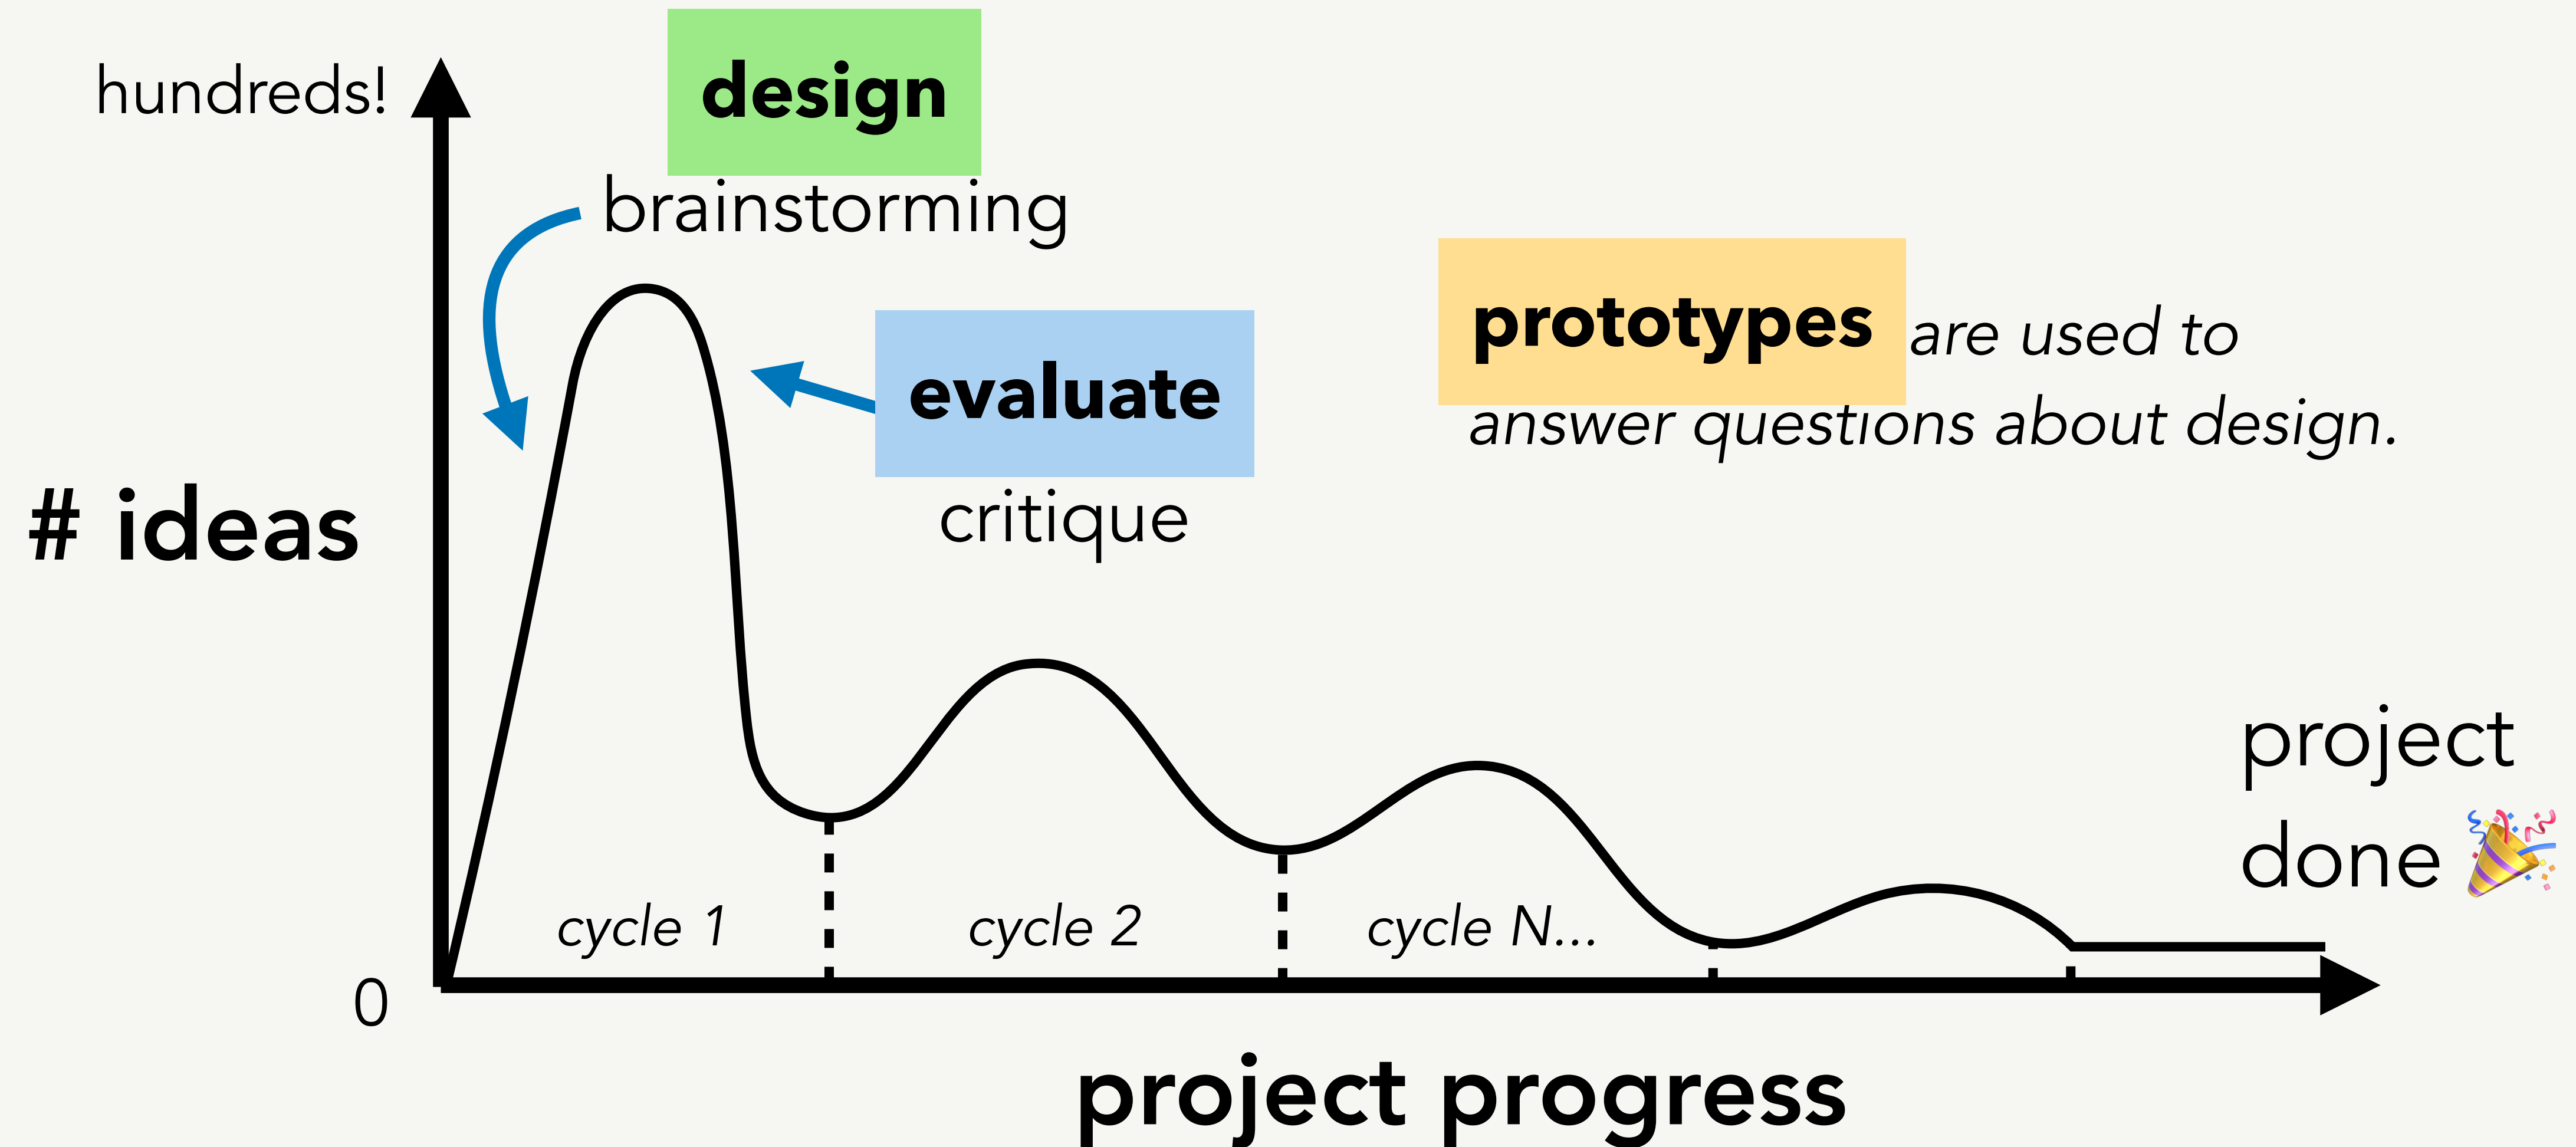 hundreds!
design
brainstorming
prototypes are used to
answer questions about design.
evaluate
critique
# ideas
project
done
cycle 1
cycle 2
cycle N...
0
project progress